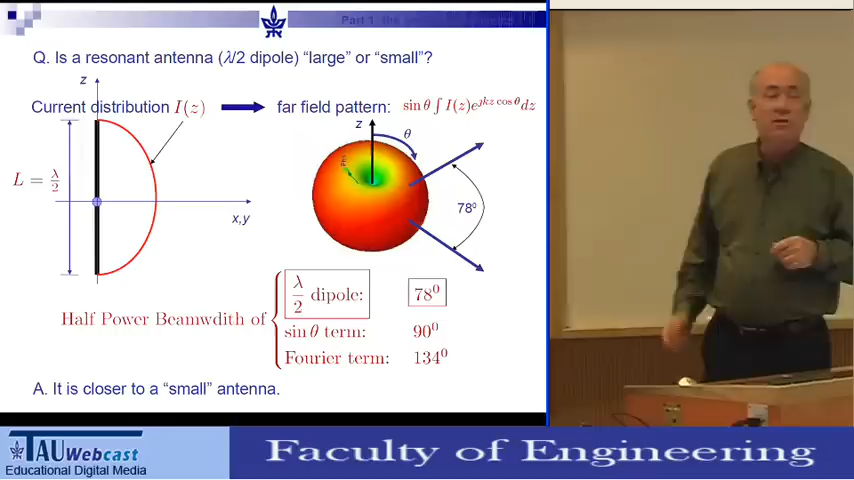 Part 1:
Q. Is a resonant antenna (λ/2 dipole) “large” or “small”?
z
Current distribution I(z)
far field pattern: sin θ ∫ I(z)e^{jkz cos θ}dz
z
θ
L = λ/2
x,y
78⁰
λ/2 dipole: 78⁰
Half Power Beamwdith of
sin θ term: 90⁰
Fourier term: 134⁰
A. It is closer to a “small” antenna.
TAU Webcast
Educational Digital Media
Faculty of Engineering